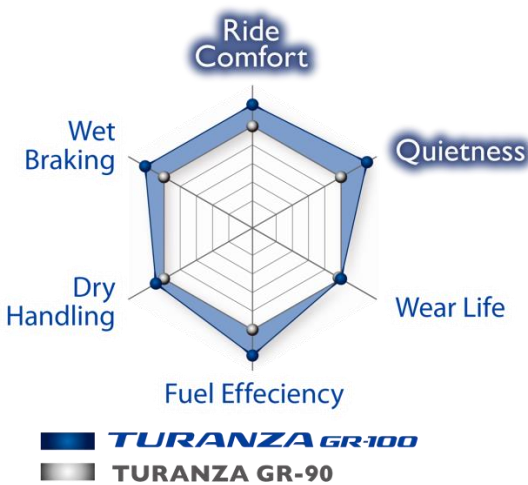 Ride
Comfort
Wet
Braking
Quietness
Dry
Handling
Wear Life
Fuel Effeciency
TURANZA GR-100
TURANZA GR-90